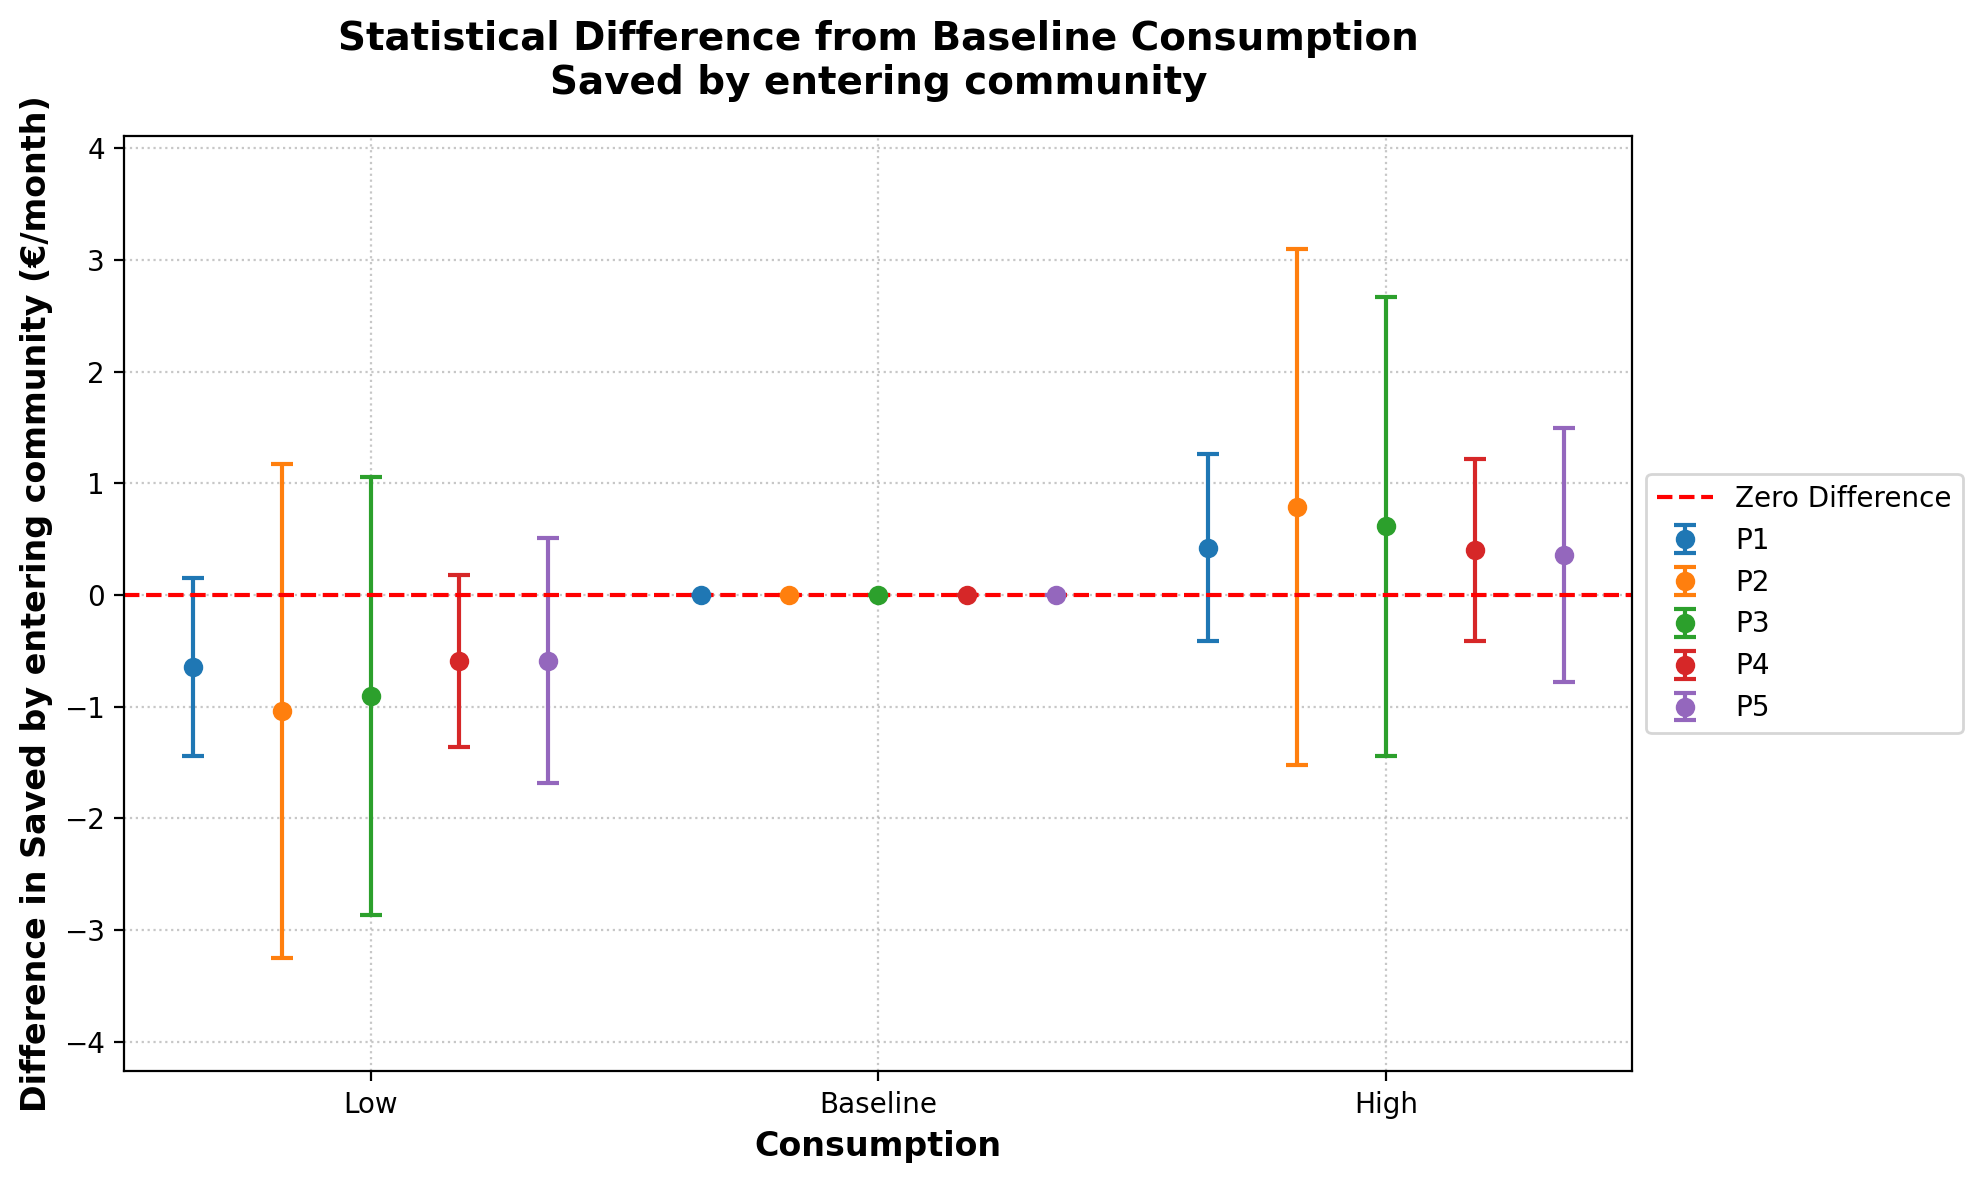 Statistical Difference from Baseline Consumption
Saved by entering community
Difference in Saved by entering community (€/month)
4
3
2
1
0
−1
−2
−3
−4
Low
Baseline
High
Consumption
Zero Difference
P1
P2
P3
P4
P5